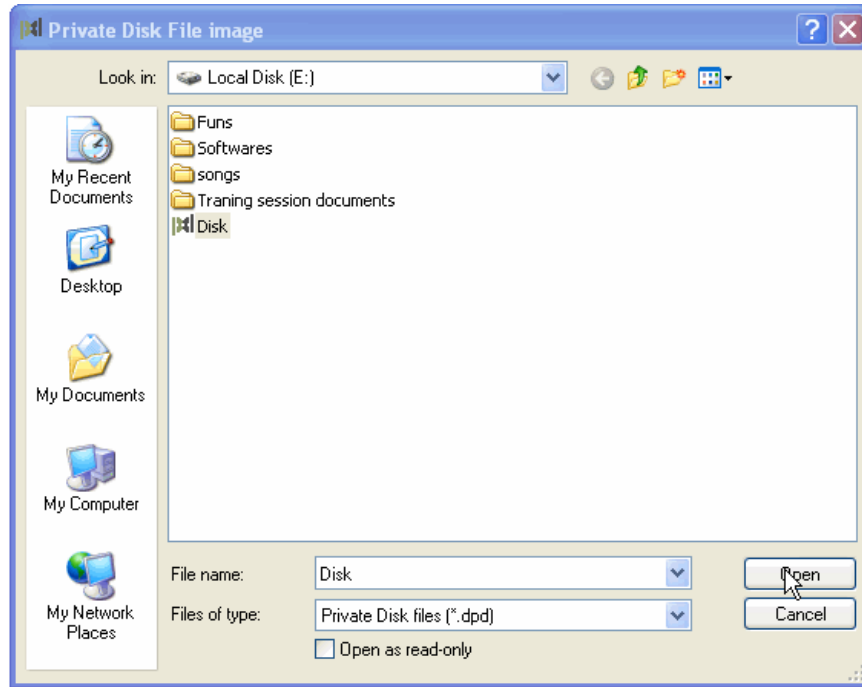 Private Disk File image
Look in:
Local Disk (E:)
Funs
Softwares
songs
Traning session documents
Disk
My Recent
Documents
Desktop
My Documents
My Computer
My Network
Places
File name:
Disk
Open
Files of type:
Private Disk files (*.dpd)
Cancel
Open as read-only